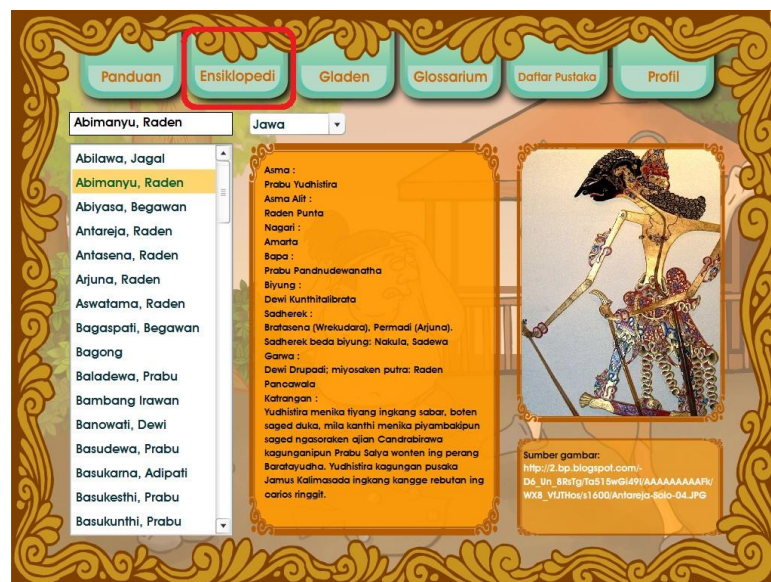 Panduan
Ensiklopedi
Gladen
Glossarium
Daftar Pustaka
Profil
Abimanyu, Raden
Jawa
Abilawa, Jagal
Abimanyu, Raden
Abiyasa, Begawan
Antareja, Raden
Antasena, Raden
Arjuna, Raden
Aswatama, Raden
Bagaspati, Begawan
Bagong
Baladewa, Prabu
Bambang Irawan
Banowati, Dewi
Basudewa, Prabu
Basukarna, Adipati
Basukesthi, Prabu
Basukunthi, Prabu
Asma :
Prabu Yudhistira
Asma Alit :
Raden Punta
Nagari :
Amarta
Bapa :
Prabu Pandnudewanatha
Biyung :
Dewi Kunthitalibrata
Sadherek :
Bratasena (Wrekudara), Permadi (Arjuna).
Sadherek beda biyung: Nakula, Sadewa
Garwa :
Dewi Drupadi; miyosaken putra: Raden
Pancawala
Katrangan :
Yudhistira menika tiyang ingkang sabar, boten
saged duka, mila kanthi menika piyambakipun
saged ngasoraken ajian Candrabirawa
kagunganipun Prabu Salya wonten ing perang
Baratayudha. Yudhistira kagungan pusaka
Jamus Kalimasada ingkang kangge rebutan ing
carios ringgit.
Sumber gambar:
http://2.bp.blogspot.com/-
D6_Un_8RsTg/Ta515wGi49I/AAAAAAAAAFk/
WX8_VfJTHos/s1600/Antareja-Solo-04.JPG